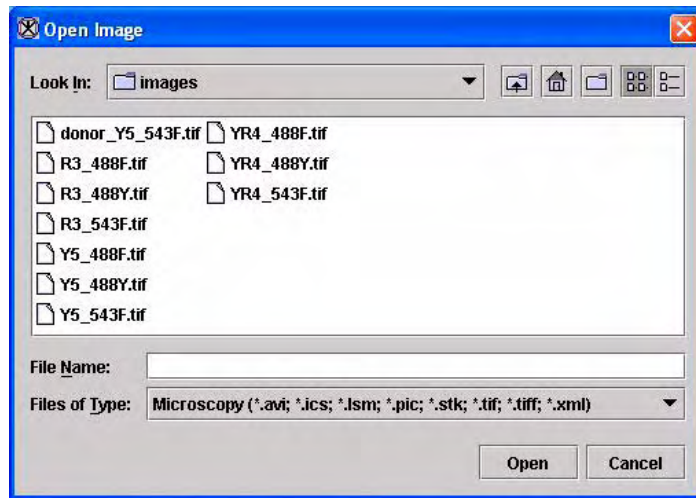 Open Image
Look In: images
donor_Y5_543F.tif YR4_488F.tif
R3_488F.tif YR4_488Y.tif
R3_488Y.tif YR4_543F.tif
R3_543F.tif
Y5_488F.tif
Y5_488Y.tif
Y5_543F.tif
File Name:
Files of Type: Microscopy (*.avi; *.ics; *.lsm; *.pic; *.stk; *.tif; *.tiff; *.xml)
Open Cancel